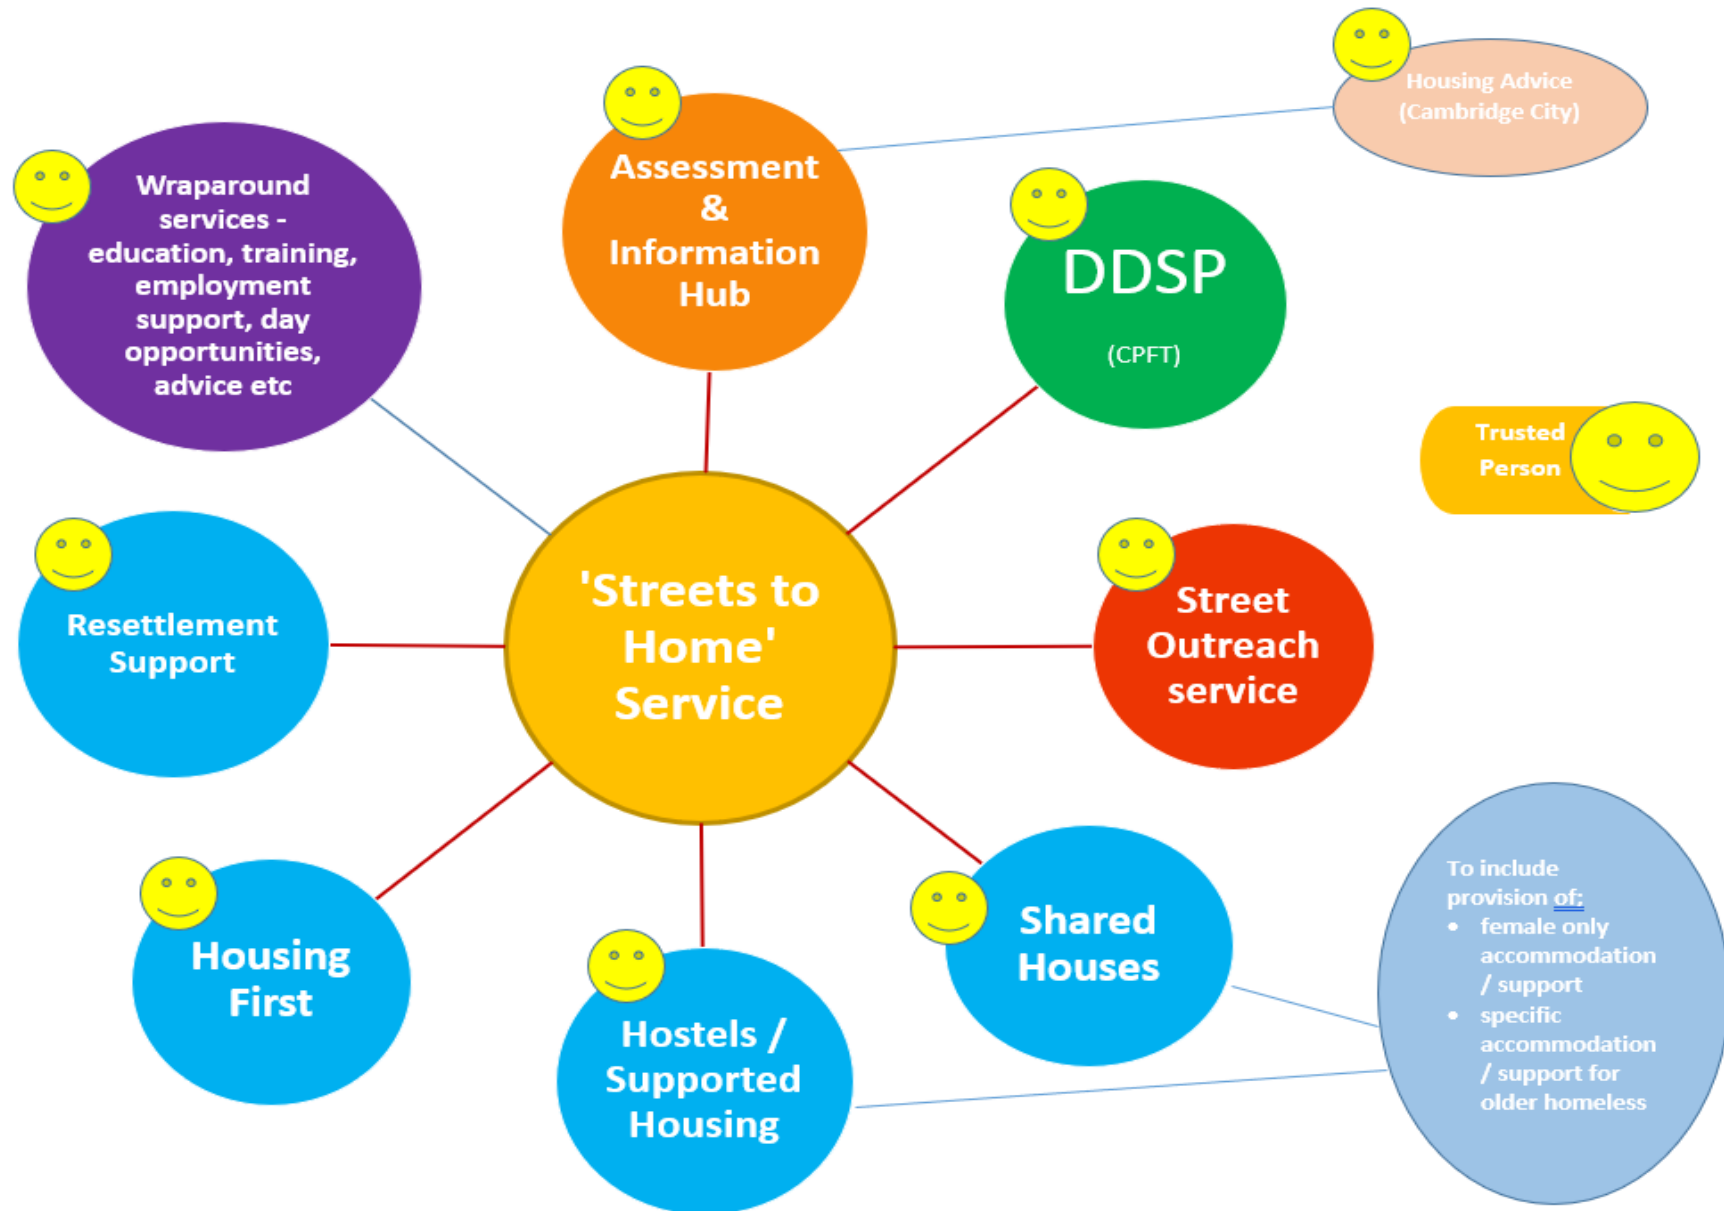 Housing Advice
(Cambridge City)
Assessment
&
Information
Hub
Wraparound
services -
education, training,
employment
support, day
opportunities,
advice etc
DDSP
(CPFT)
Trusted
Person
'Streets to
Home'
Service
Street
Outreach
service
Resettlement
Support
Shared
Houses
Housing
First
Hostels /
Supported
Housing
To include
provision of:
• female only
accommodation
/ support
• specific
accommodation
/ support for
older homeless